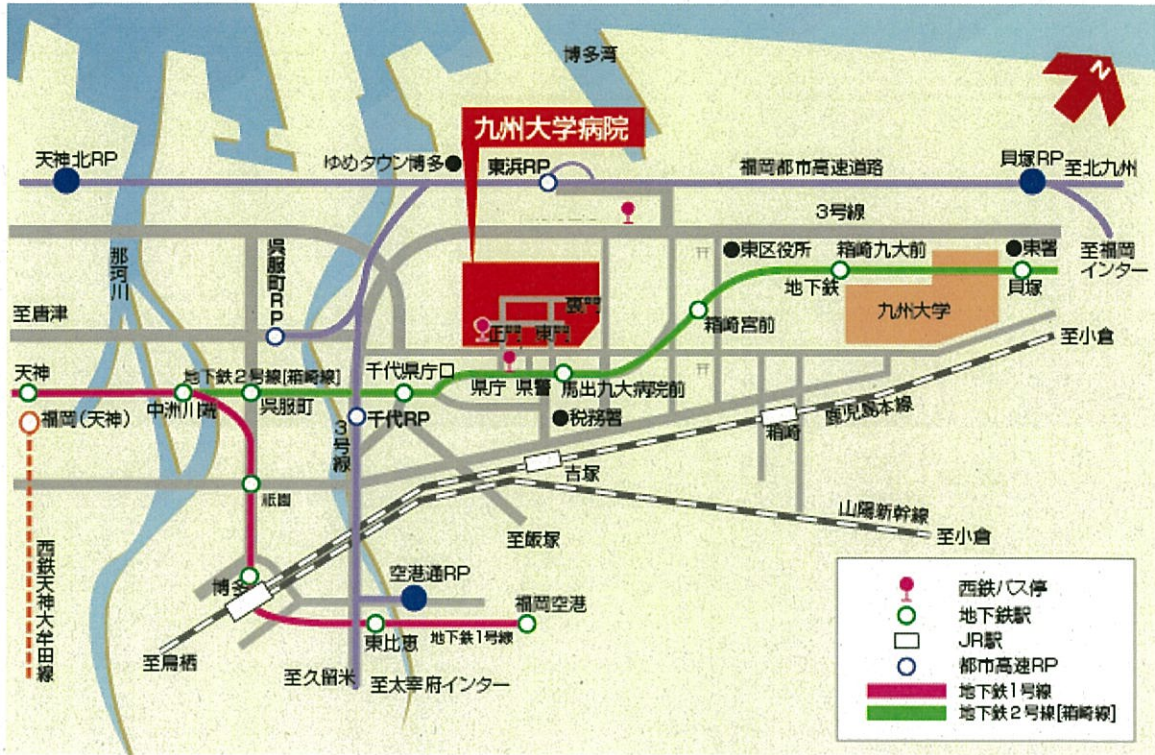 博多湾
N
九州大学病院
天神北RP
ゆめタウン博多
東浜RP
福岡都市高速道路
貝塚RP
至北九州
3号線
那珂川
呉服町RP
東区役所
箱崎九大前
東署
至福岡
インター
地下鉄
貝塚
九州大学
至唐津
箱崎宮前
正門
東門
至小倉
天神
地下鉄2号線[箱崎線]
千代県庁口
県庁
県警
馬出九大病院前
中洲川端
呉服町
福岡(天神)
千代RP
税務署
3号線
箱崎
鹿児島本線
吉塚
祇園
山陽新幹線
至飯塚
至小倉
西鉄天神大牟田線
博多
空港通RP
福岡空港
東比恵
地下鉄1号線
至鳥栖
至久留米
至太宰府インター
西鉄バス停
地下鉄駅
JR駅
都市高速RP
地下鉄1号線
地下鉄2号線[箱崎線]